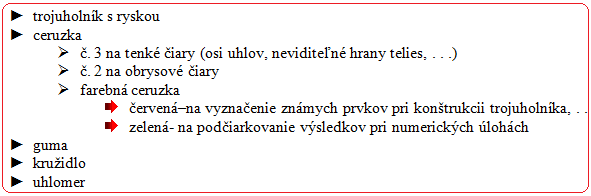 ► trojuholník s ryskou
► ceruzka
➢ č. 3 na tenké čiary (osi uhlov, neviditeľné hrany telies, . . .)
➢ č. 2 na obrysové čiary
➢ farebná ceruzka
➡ červená–na vyznačenie známych prvkov pri konštrukcii trojuholníka, . .
➡ zelená- na podčiarkovanie výsledkov pri numerických úlohách
► guma
► kružidlo
► uhlomer